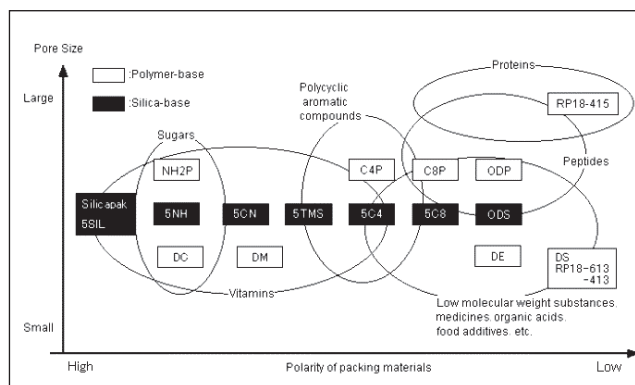 Pore Size
Large
:Polymer-base
:Silica-base
Sugars
Polycyclic
aromatic
compounds
Proteins
RP18-415
Peptides
NH2P
C4P
C8P
ODP
Silicapak
5SIL
5NH
5CN
5TMS
5C4
5C8
ODS
DC
DM
DE
DS
RP18-613
-413
Vitamins
Low molecular weight substances.
medicines. organic acids.
food additives. etc.
Small
High
Polarity of packing materials
Low